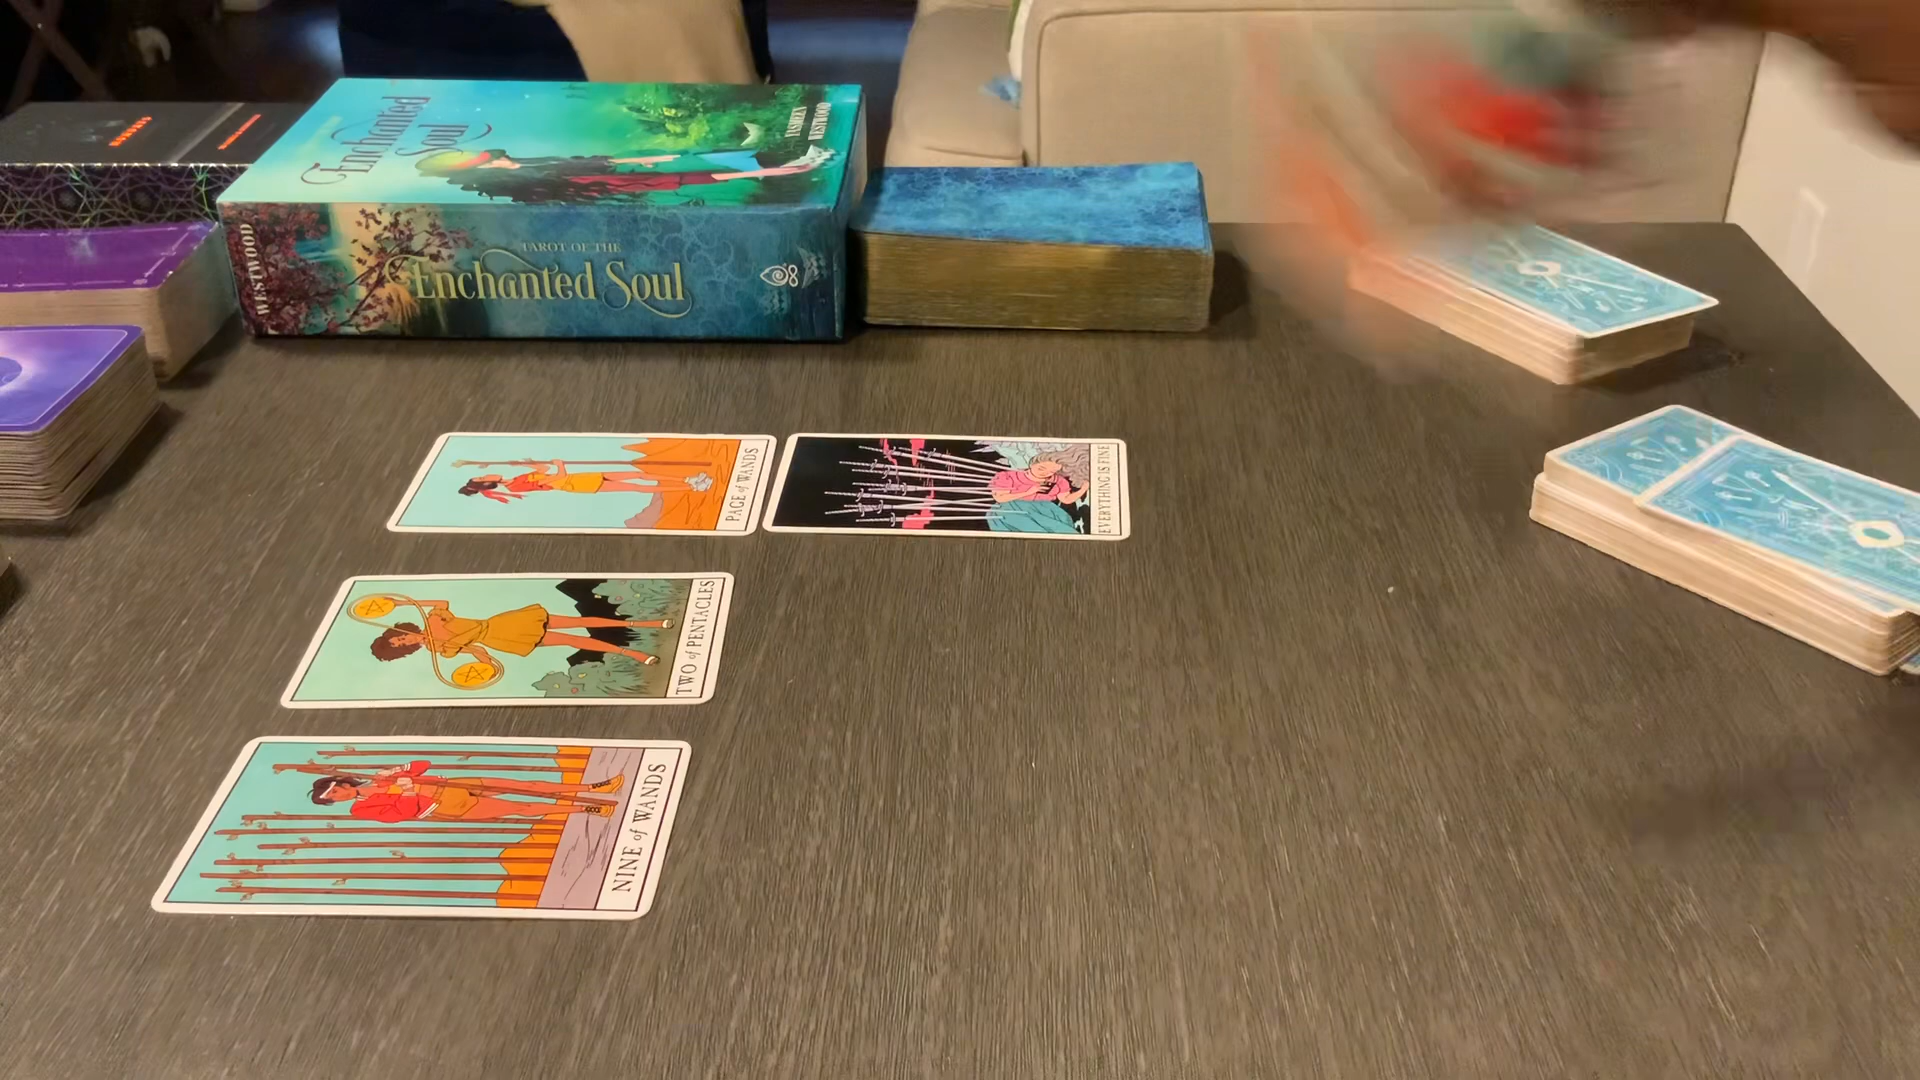 Enchanted
Soul
YASMEEN
WESTWOOD
WESTWOOD
TAROT OF THE
Enchanted Soul
PAGE of WANDS
EVERYTHING IS FINE
TWO of PENTACLES
NINE of WANDS